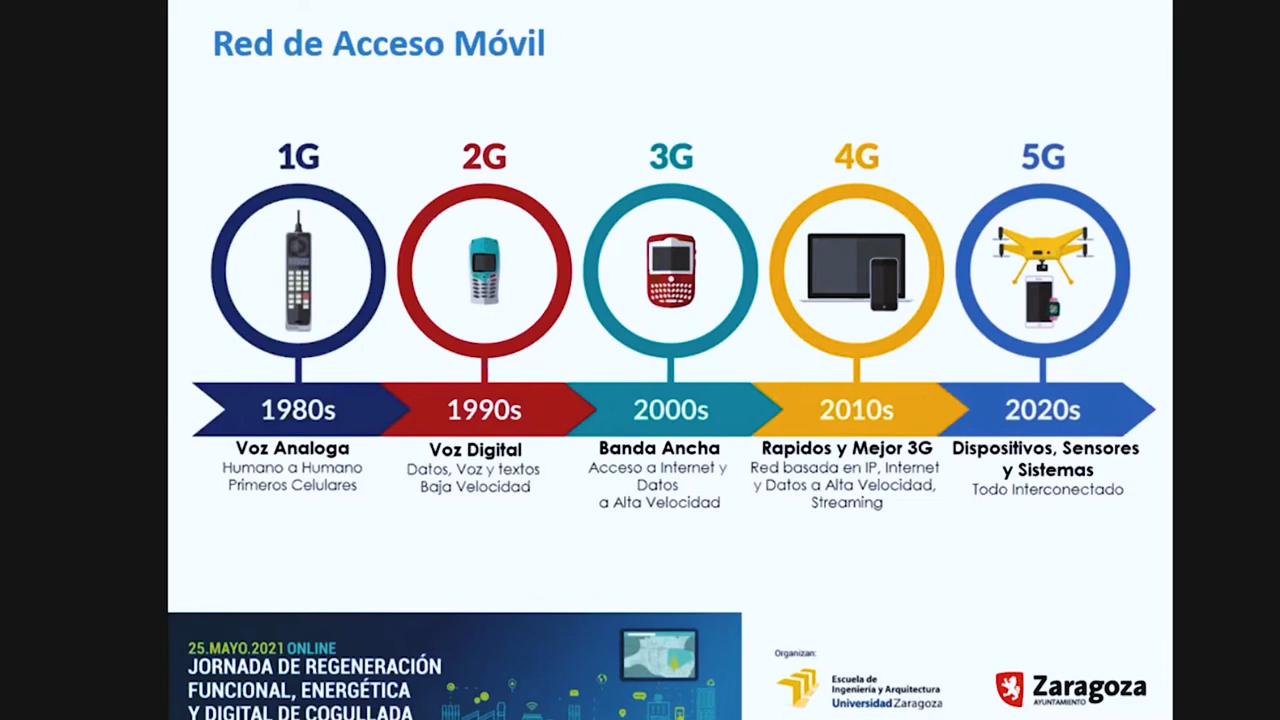 Red de Acceso Móvil
1G
2G
3G
4G
5G
1980s
1990s
2000s
2010s
2020s
Voz Analoga
Humano a Humano
Primeros Celulares
Voz Digital
Datos, Voz y textos
Baja Velocidad
Banda Ancha
Acceso a Internet y
Datos
a Alta Velocidad
Rapidos y Mejor 3G
Red basada en IP, Internet
y Datos a Alta Velocidad,
Streaming
Dispositivos, Sensores
y Sistemas
Todo Interconectado
25.MAYO.2021 ONLINE
JORNADA DE REGENERACIÓN
FUNCIONAL, ENERGÉTICA
Y DIGITAL DE COGULLADA
Organizan:
Escuela de
Ingeniería y Arquitectura
Universidad Zaragoza
Zaragoza
AYUNTAMIENTO